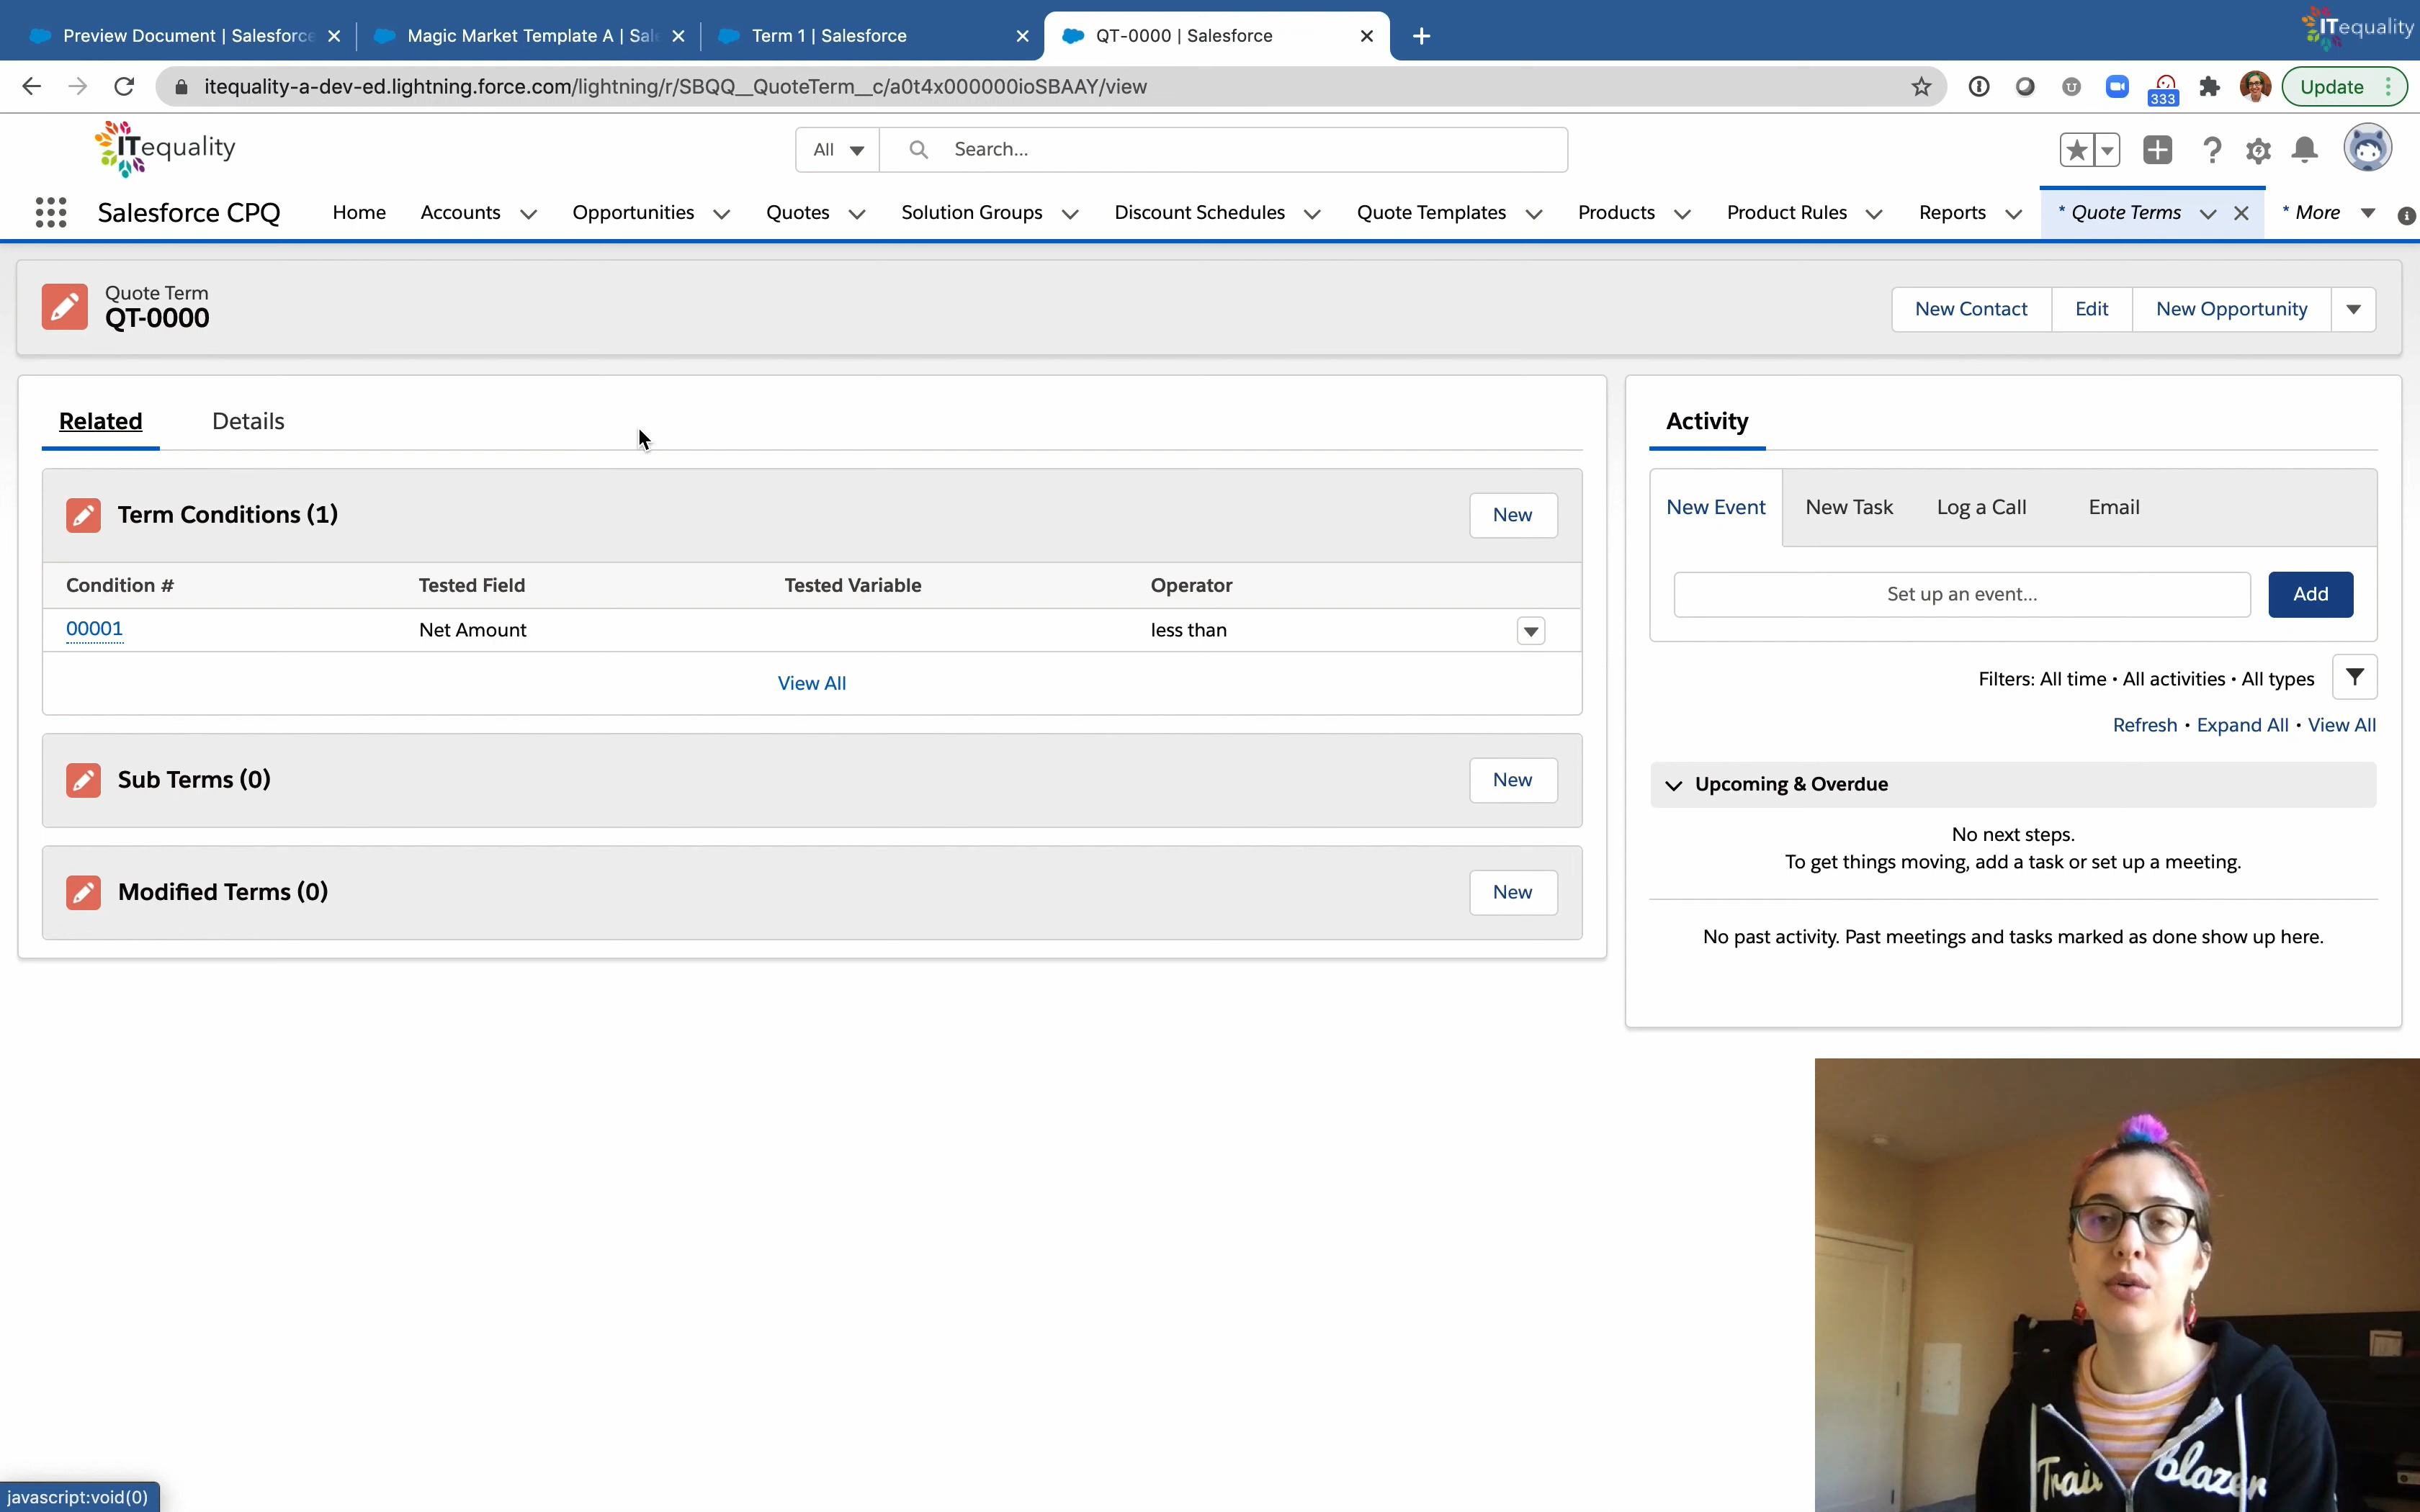 Preview Document | Salesforce
Magic Market Template A | Sal
Term 1 | Salesforce
QT-0000 | Salesforce
ITequality
itequality-a-dev-ed.lightning.force.com/lightning/r/SBQQ__QuoteTerm__c/a0t4x000000ioSBAAY/view
333
Update
ITequality
All
Search...
Salesforce CPQ
Home
Accounts
Opportunities
Quotes
Solution Groups
Discount Schedules
Quote Templates
Products
Product Rules
Reports
* Quote Terms
* More
Quote Term
QT-0000
New Contact
Edit
New Opportunity
Related
Details
Term Conditions (1)
New
Condition #
Tested Field
Tested Variable
Operator
00001
Net Amount
less than
View All
Sub Terms (0)
New
Modified Terms (0)
New
Activity
New Event
New Task
Log a Call
Email
Set up an event...
Add
Filters: All time • All activities • All types
Refresh • Expand All • View All
Upcoming & Overdue
No next steps.
To get things moving, add a task or set up a meeting.
No past activity. Past meetings and tasks marked as done show up here.
Trail
blazer
javascript:void(0)